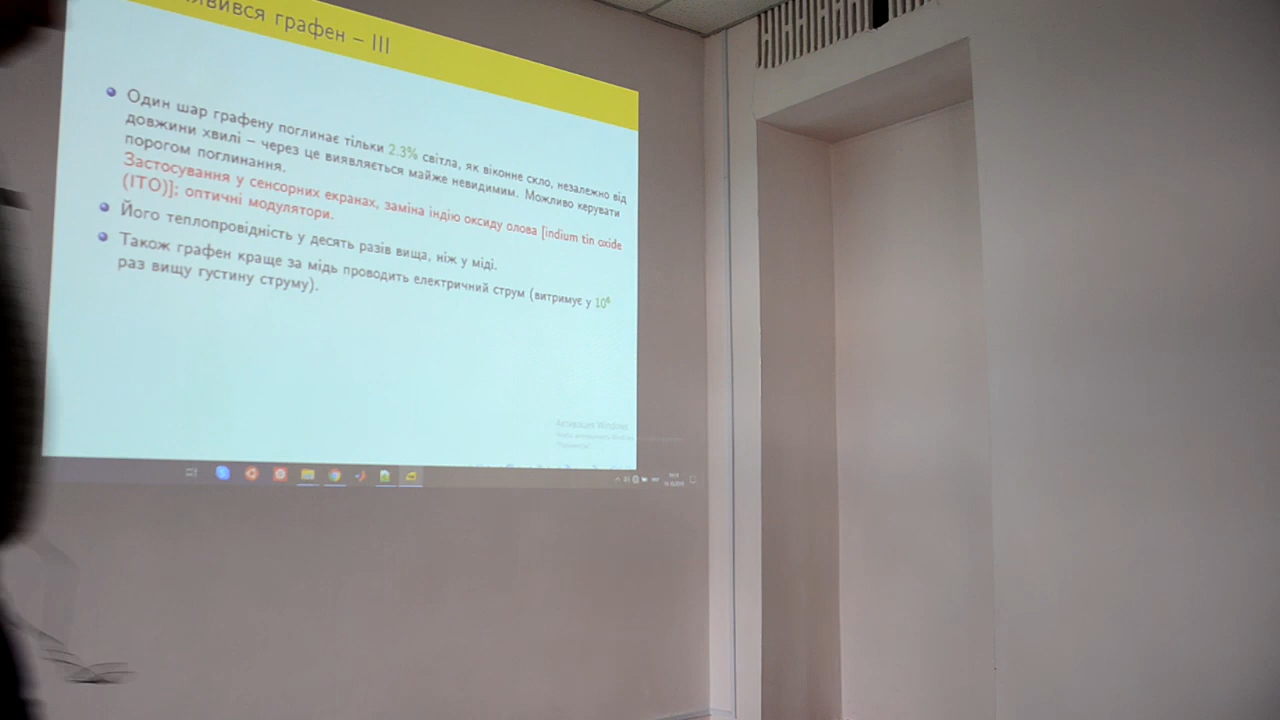 явився графен – III
Один шар графену поглинає тільки 2.3% світла, як віконне скло, незалежно від
довжини хвилі – через це виявляється майже невидимим. Можливо керувати
порогом поглинання.
Застосування у сенсорних екранах, заміна індію оксиду олова [indium tin oxide
(ITO)]; оптичні модулятори.
Його теплопровідність у десять разів вища, ніж у міді.
Також графен краще за мідь проводить електричний струм (витримує у 10⁶
раз вищу густину струму).
Активация Windows